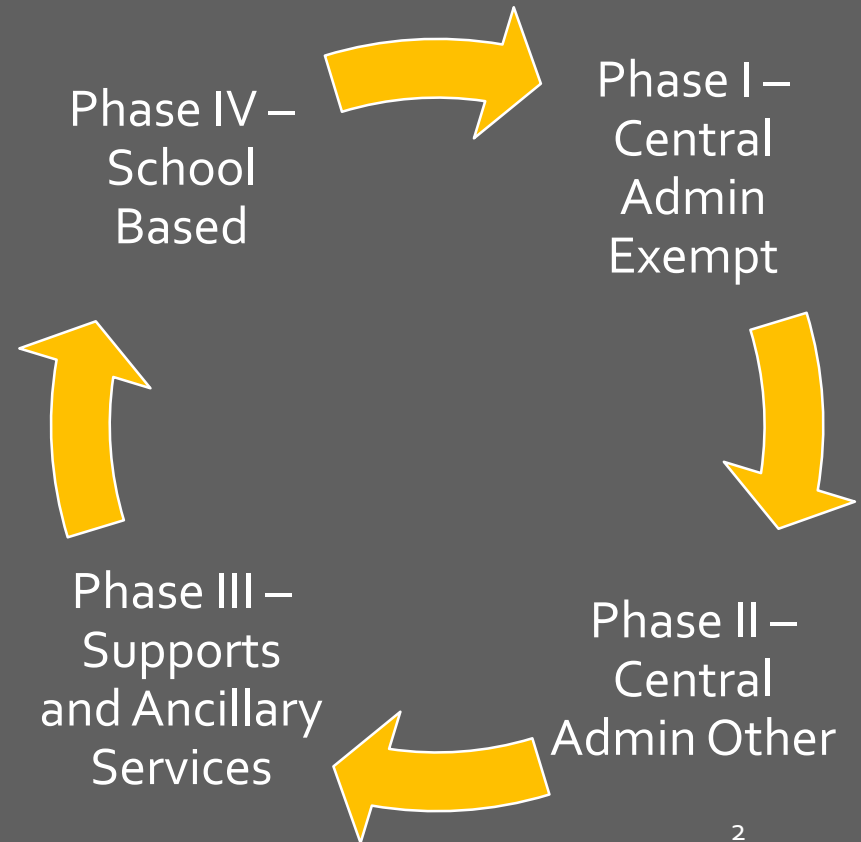 Phase I –
Central
Admin
Exempt
Phase II –
Central
Admin Other
Phase III –
Supports
and Ancillary
Services
Phase IV –
School
Based
2